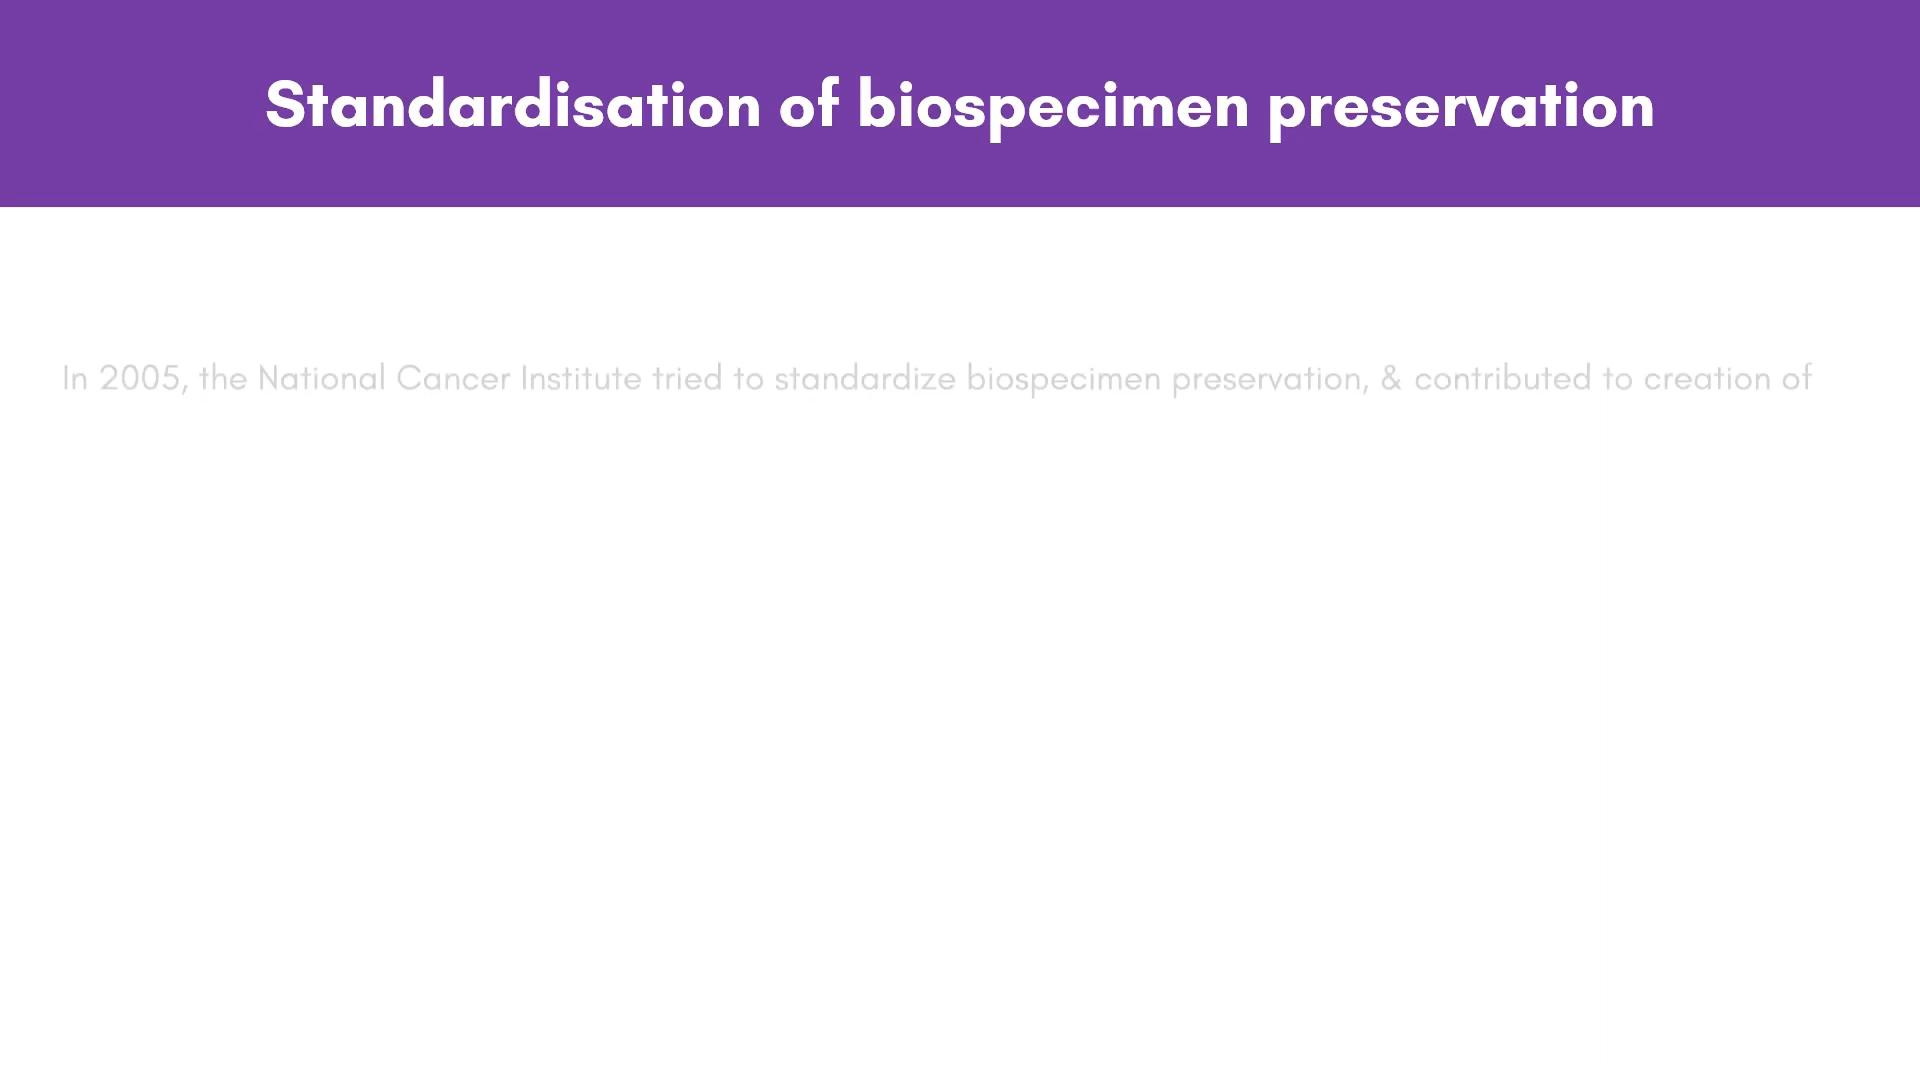 Standardisation of biospecimen preservation
In 2005, the National Cancer Institute tried to standardize biospecimen preservation, & contributed to creation of